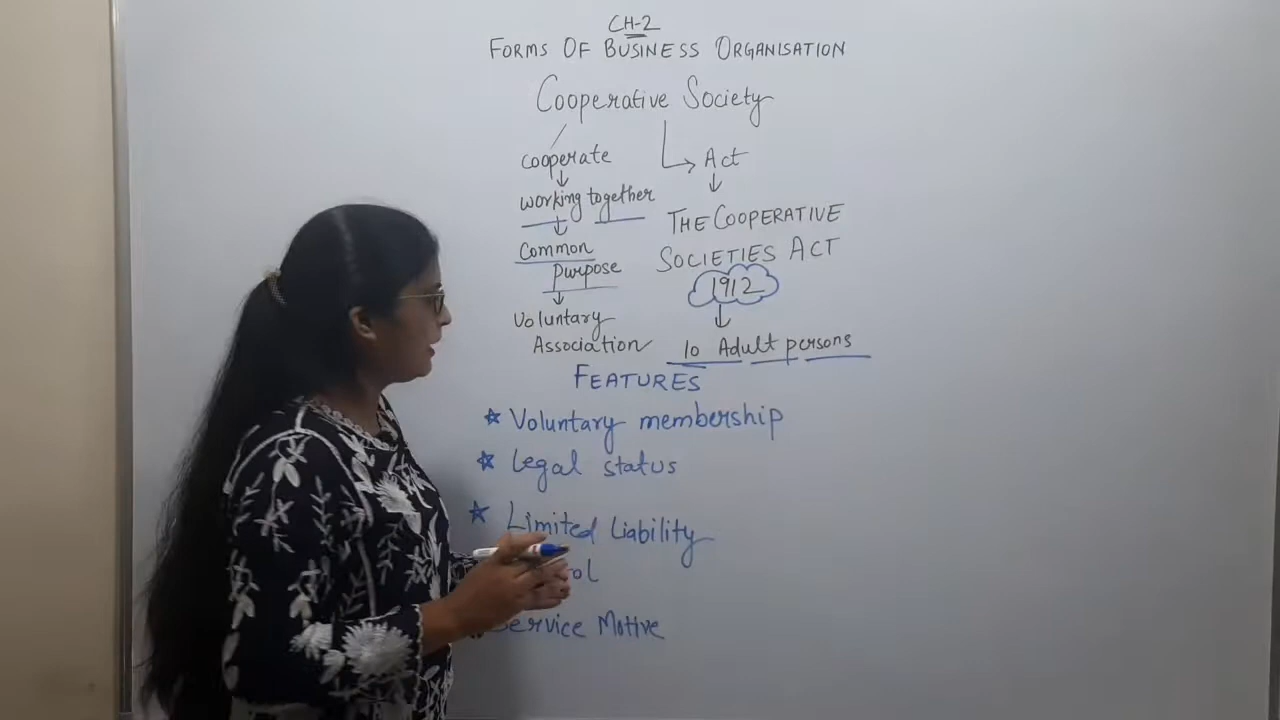 CH-2
FORMS OF BUSINESS ORGANISATION
Cooperative Society
cooperate
Act
working together
THE COOPERATIVE
Common
SOCIETIES ACT
purpose
1912
Voluntary
Association
10 Adult persons
FEATURES
Voluntary membership
Legal status
Limited Liability
Service Motive